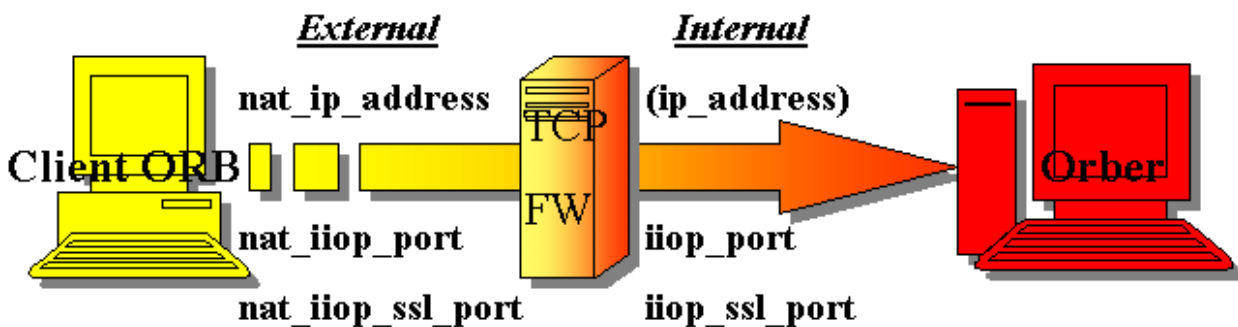 External Internal
nat_ip_address (ip_address)
TCP
Client ORB Orber
FW
nat_iiop_port iiop_port
nat_iiop_ssl_port iiop_ssl_port